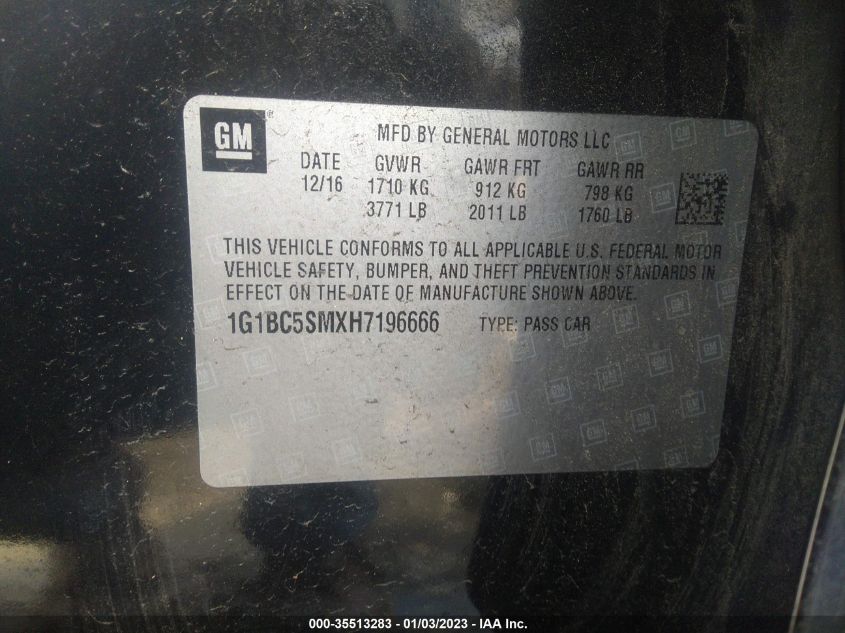 GM ®
MFD BY GENERAL MOTORS LLC
DATE GVWR GAWR FRT GAWR RR
12/16 1710 KG 912 KG 798 KG
3771 LB 2011 LB 1760 LB
THIS VEHICLE CONFORMS TO ALL APPLICABLE U.S. FEDERAL MOTOR
VEHICLE SAFETY, BUMPER, AND THEFT PREVENTION STANDARDS IN
EFFECT ON THE DATE OF MANUFACTURE SHOWN ABOVE.
1G1BC5SMXH7196666 TYPE: PASS CAR
000-35513283 - 01/03/2023 - IAA Inc.